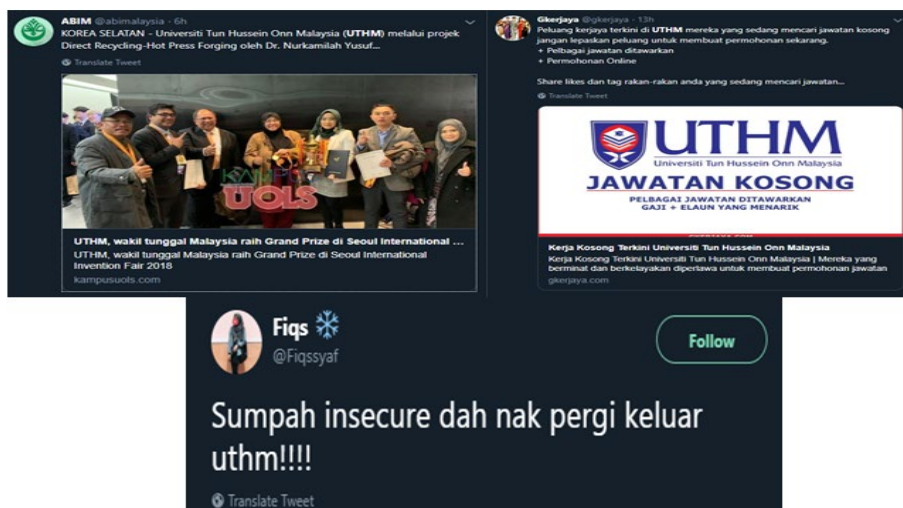 ABIM @abimalaysia · 6h
KOREA SELATAN - Universiti Tun Hussein Onn Malaysia (UTHM) melalui projek
Direct Recycling-Hot Press Forging oleh Dr. Nurkamilah Yusuf...
Translate Tweet
UOLS
UTHM, wakil tunggal Malaysia raih Grand Prize di Seoul International ...
UTHM, wakil tunggal Malaysia raih Grand Prize di Seoul International
Invention Fair 2018
kampusuols.com
Gkerjaya @gkerjaya · 13h
Peluang kerjaya terkini di UTHM mereka yang sedang mencari jawatan kosong
jangan lepaskan peluang untuk membuat permohonan sekarang.
+ Pelbagai jawatan ditawarkan
+ Permohonan Online
Share likes dan tag rakan-rakan anda yang sedang mencari jawatan...
Translate Tweet
UTHM
Universiti Tun Hussein Onn Malaysia
JAWATAN KOSONG
PELBAGAI JAWATAN DITAWARKAN
GAJI + ELAUN YANG MENARIK
Kerja Kosong Terkini Universiti Tun Hussein Onn Malaysia
Kerja Kosong Terkini Universiti Tun Hussein Onn Malaysia | Mereka yang
berminat dan berkelayakan diperlawa untuk membuat permohonan jawatan
gkerjaya.com
Fiqs
@Fiqssyaf
Follow
Sumpah insecure dah nak pergi keluar
uthm!!!!
Translate Tweet